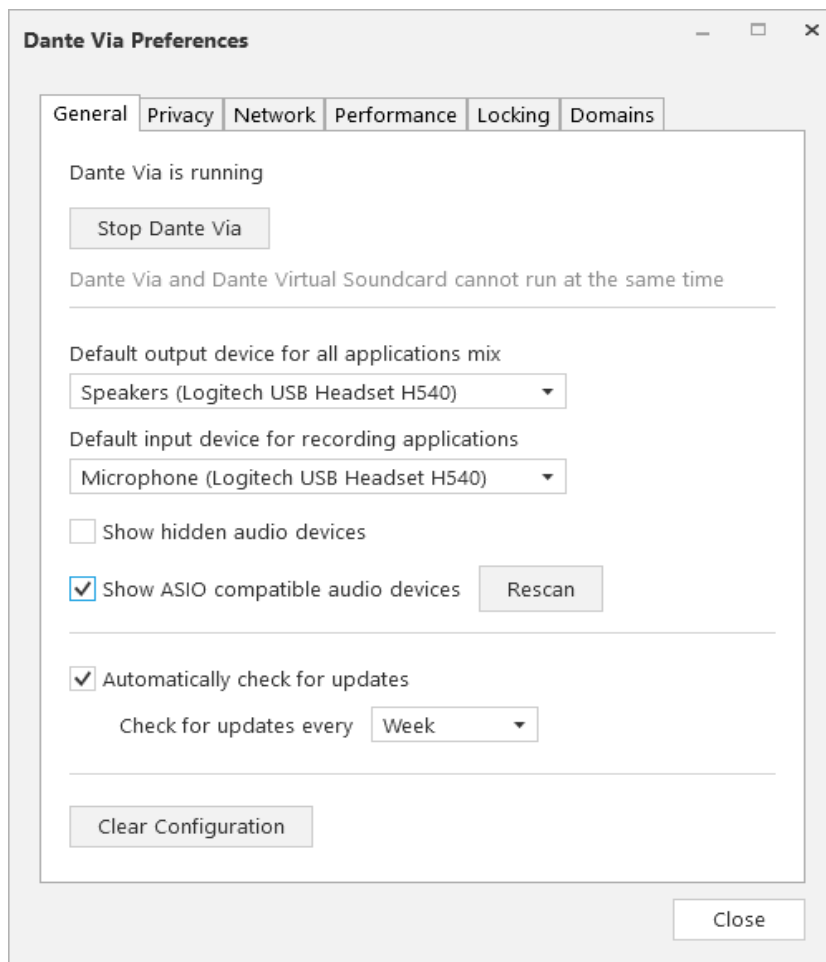 Dante Via Preferences
General Privacy Network Performance Locking Domains
Dante Via is running
Stop Dante Via
Dante Via and Dante Virtual Soundcard cannot run at the same time
Default output device for all applications mix
Speakers (Logitech USB Headset H540)
Default input device for recording applications
Microphone (Logitech USB Headset H540)
Show hidden audio devices
Show ASIO compatible audio devices Rescan
Automatically check for updates
Check for updates every Week
Clear Configuration
Close